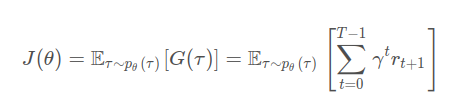 J(θ) = 𝔼_{τ∼p_θ(τ)} [G(τ)] = 𝔼_{τ∼p_θ(τ)} [∑_{t=0}^{T−1} γ^t r_{t+1}]